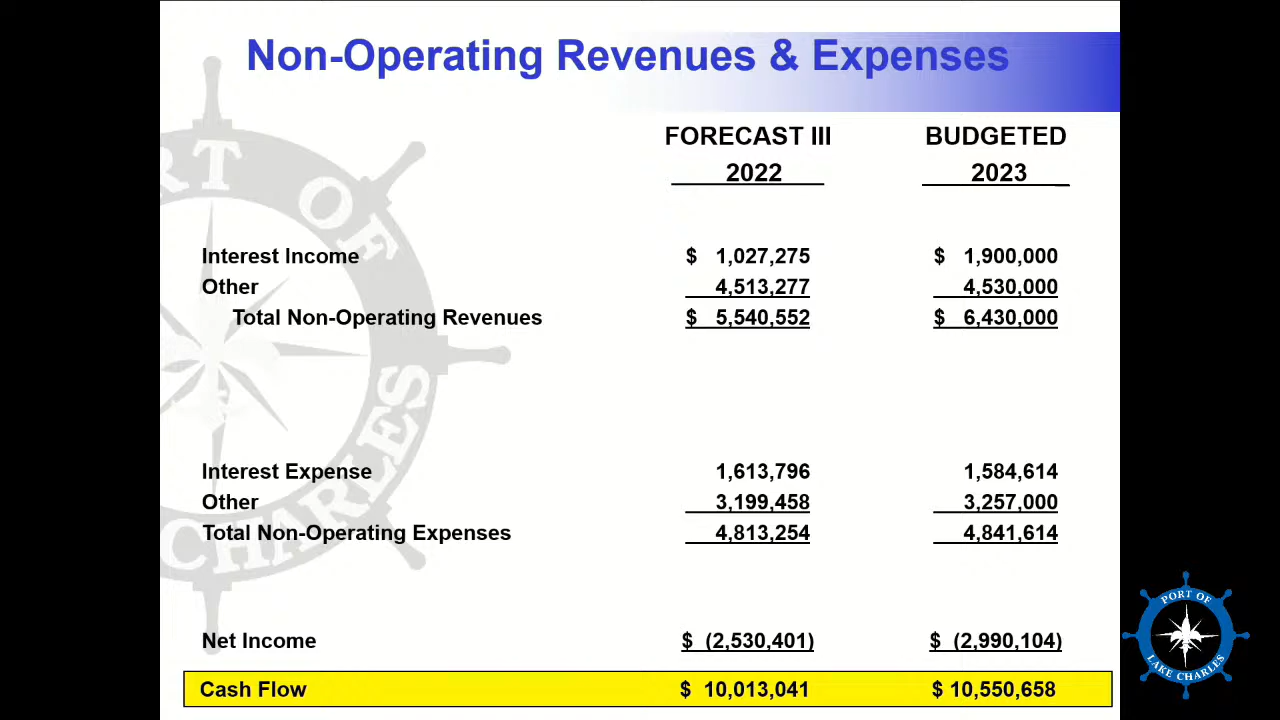 Non-Operating Revenues & Expenses
FORECAST III BUDGETED
2022 2023
Interest Income $ 1,027,275 $ 1,900,000
Other 4,513,277 4,530,000
Total Non-Operating Revenues $ 5,540,552 $ 6,430,000
Interest Expense 1,613,796 1,584,614
Other 3,199,458 3,257,000
Total Non-Operating Expenses 4,813,254 4,841,614
Net Income $ (2,530,401) $ (2,990,104)
Cash Flow $ 10,013,041 $ 10,550,658
RT OF
CHARLES
PORT OF
LAKE CHARLES